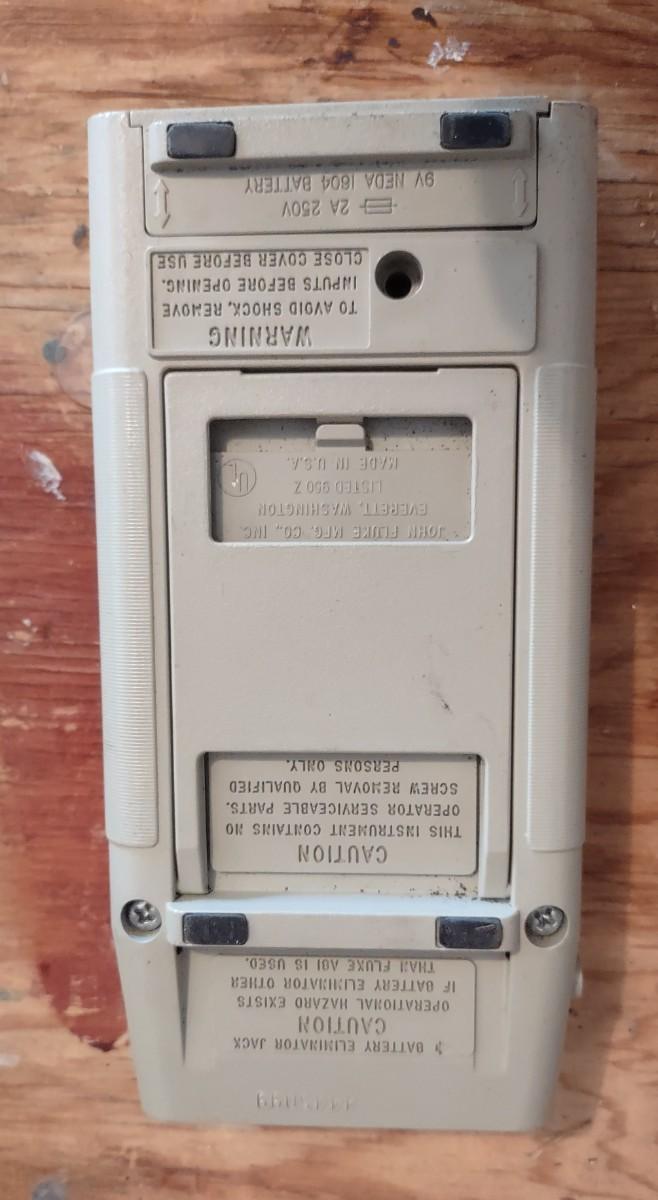 BATTERY ELIMINATOR JACK
CAUTION
OPERATIONAL HAZARD EXISTS
IF BATTERY ELIMINATOR OTHER
THAN FLUKE A81 IS USED.
CAUTION
THIS INSTRUMENT CONTAINS NO
OPERATOR SERVICEABLE PARTS.
SCREW REMOVAL BY QUALIFIED
PERSONS ONLY.
JOHN FLUKE MFG. CO., INC.
EVERETT, WASHINGTON
LISTED 950 Z
MADE IN U.S.A.
UL
WARNING
TO AVOID SHOCK, REMOVE
INPUTS BEFORE OPENING.
CLOSE COVER BEFORE USE
2A 250V
9V NEDA 1604 BATTERY